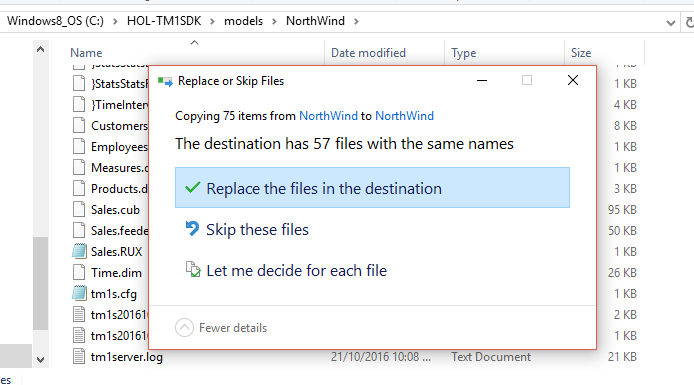 Windows8_OS (C:) › HOL-TM1SDK › models › NorthWind ›
Name Date modified Type Size
}StatsStats 1 KB
}StatsStatsF 1 KB
}TimeInterv 4 KB
Customers 8 KB
Employees 1 KB
Measures.c 1 KB
Products.d 3 KB
Sales.cub 95 KB
Sales.feede 50 KB
Sales.RUX 1 KB
Time.dim 26 KB
tm1s.cfg 1 KB
tm1s20161 2 KB
tm1s20161 1 KB
tm1server.log 21/10/2016 10:08 ... Text Document 21 KB
Replace or Skip Files
Copying 75 items from NorthWind to NorthWind
The destination has 57 files with the same names
Replace the files in the destination
Skip these files
Let me decide for each file
Fewer details
es